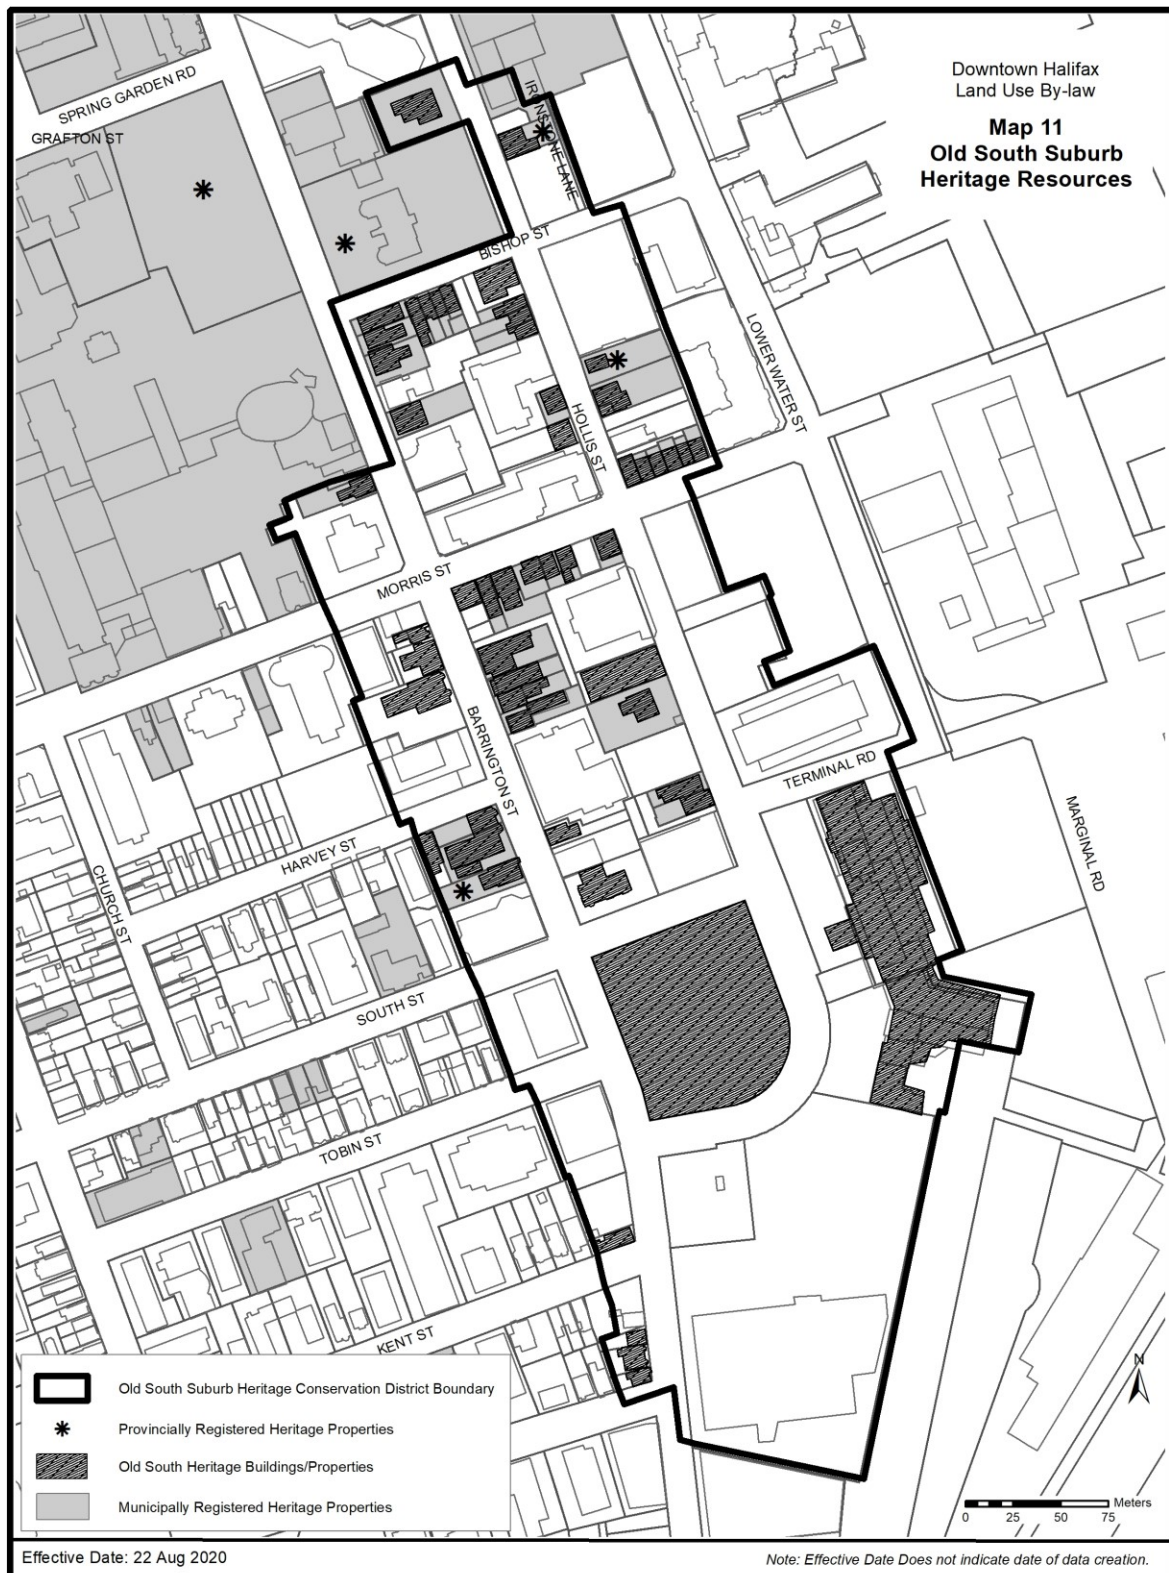 Downtown Halifax
Land Use By-law
Map 11
Old South Suburb
Heritage Resources
SPRING GARDEN RD
GRAFTON ST
IRONSTONE LANE
BISHOP ST
LOWER WATER ST
HOLLIS ST
MORRIS ST
BARRINGTON ST
TERMINAL RD
MARGINAL RD
HARVEY ST
CHURCH ST
SOUTH ST
TOBIN ST
KENT ST
Old South Suburb Heritage Conservation District Boundary
Provincially Registered Heritage Properties
Old South Heritage Buildings/Properties
Municipally Registered Heritage Properties
N
Meters
0 25 50 75
Effective Date: 22 Aug 2020
Note: Effective Date Does not indicate date of data creation.